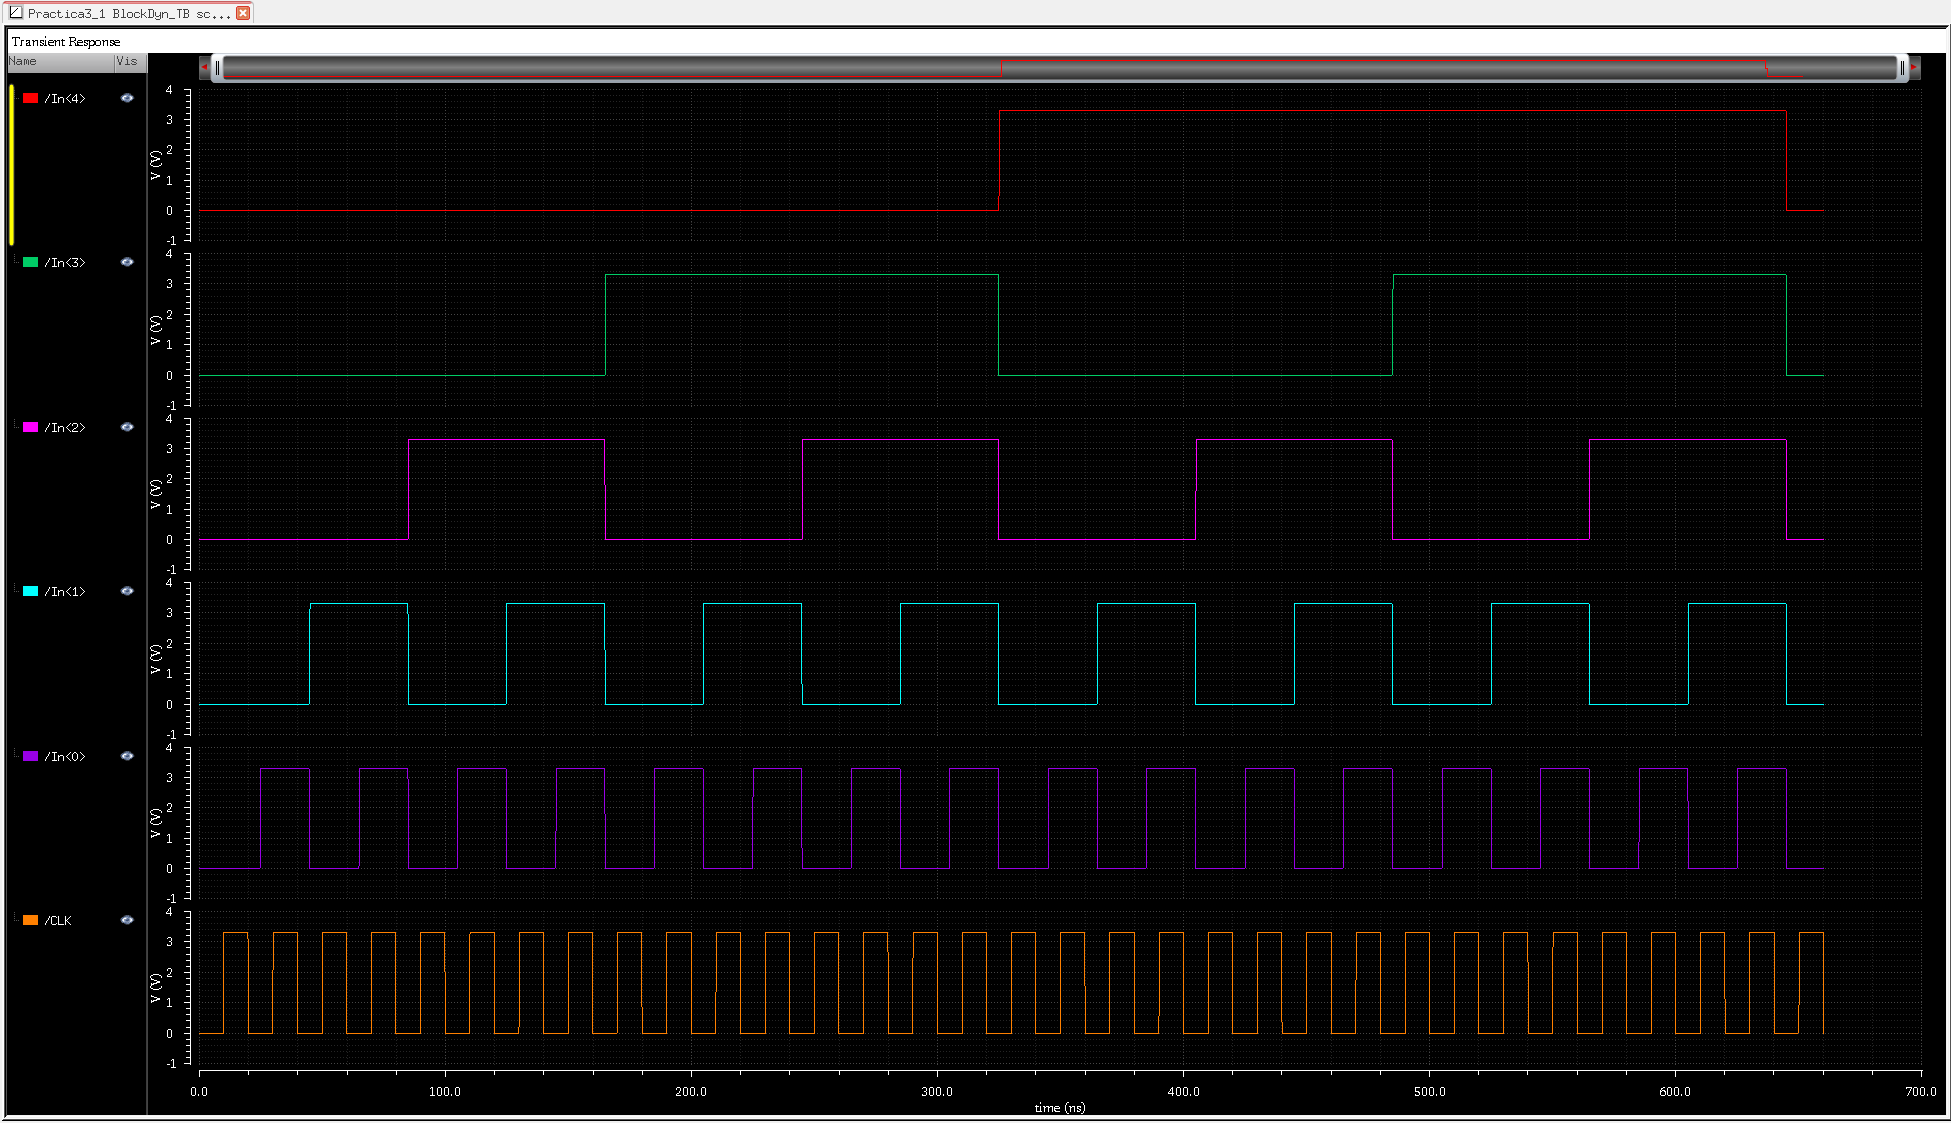 Practica3_1 BlockDyn_TB sc...
Transient Response
Name Vis
/In<4>
4
3
2
1
0
-1
V (V)
/In<3>
4
3
2
1
0
-1
V (V)
/In<2>
4
3
2
1
0
-1
V (V)
/In<1>
4
3
2
1
0
-1
V (V)
/In<0>
4
3
2
1
0
-1
V (V)
/CLK
4
3
2
1
0
-1
V (V)
0.0 100.0 200.0 300.0 400.0 500.0 600.0 700.0
time (ns)